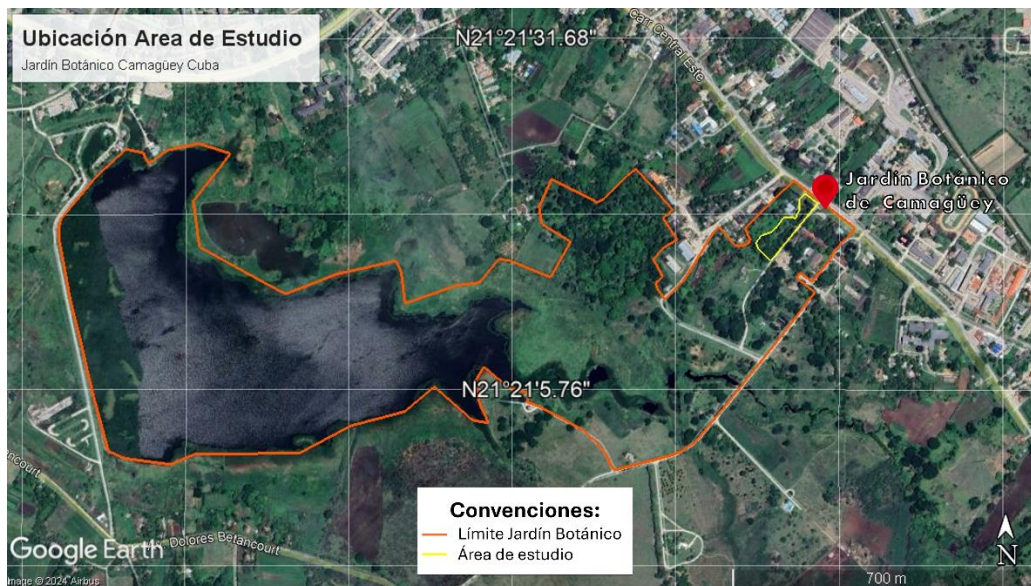 Ubicación Area de Estudio
Jardín Botánico Camagüey Cuba
N21°21'31.68"
carr Central Este
G
Jardín Botánico
de Camagüey
N21°21'5.76"
Convenciones:
Límite Jardín Botánico
Área de estudio
ncourt
Dolores Betancourt
Google Earth
Image © 2024 Airbus
700 m
N